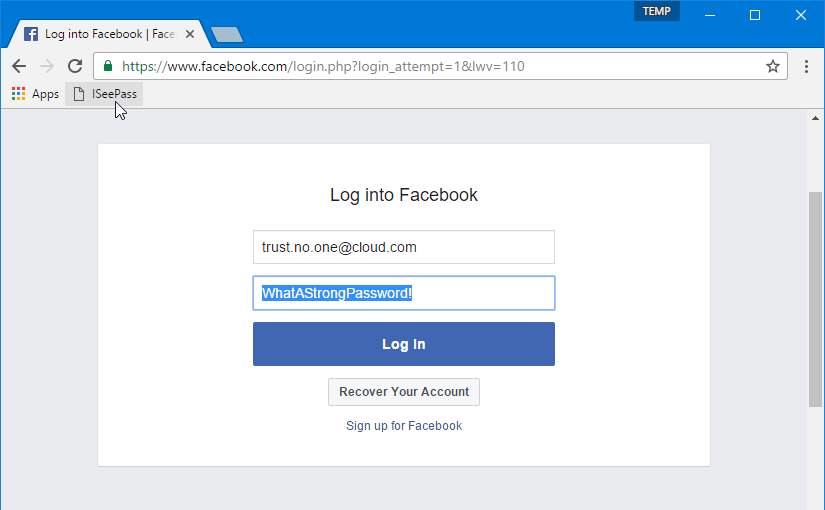 TEMP
Log into Facebook | Face
https://www.facebook.com/login.php?login_attempt=1&lwv=110
Apps ISeePass
Log into Facebook
trust.no.one@cloud.com
WhatAStrongPassword!
Log In
Recover Your Account
Sign up for Facebook